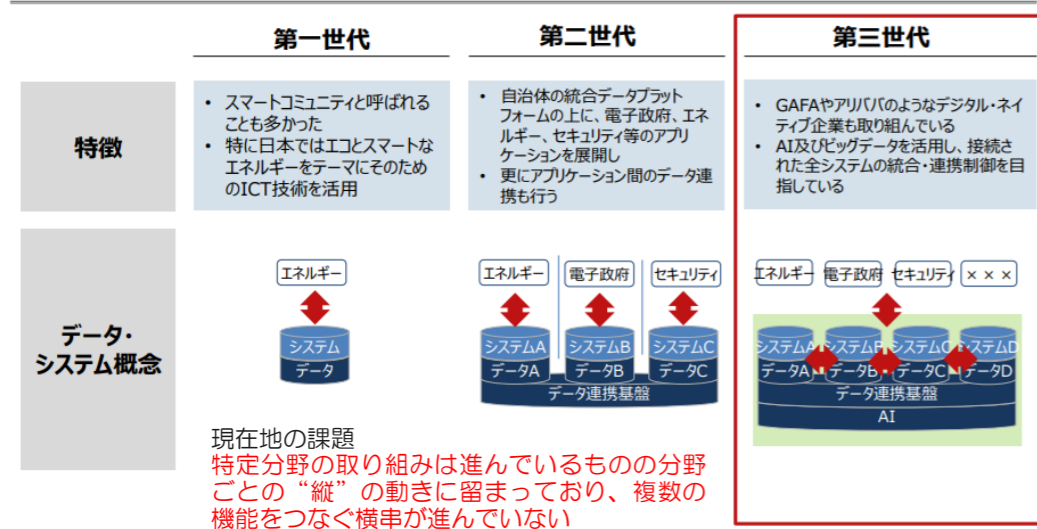 第一世代
第二世代
第三世代
特徴
• スマートコミュニティと呼ばれる
ことも多かった
• 特に日本ではエコとスマートな
エネルギーをテーマにそのため
のICT技術を活用
• 自治体の統合データプラット
フォームの上に、電子政府、エネ
ルギー、セキュリティ等のアプリ
ケーションを展開し
• 更にアプリケーション間のデータ連
携も行う
• GAFAやアリババのようなデジタル・ネイ
ティブ企業も取り組んでいる
• AI及びビッグデータを活用し、接続さ
れた全システムの統合・連携制御を目
指している
データ・
システム概念
エネルギー
システム
データ
エネルギー 電子政府 セキュリティ
システムA システムB システムC
データA データB データC
データ連携基盤
エネルギー 電子政府 セキュリティ ×××
システムA システムB システムC システムD
データA データB データC データD
データ連携基盤
AI
現在地の課題
特定分野の取り組みは進んでいるものの分野
ごとの“縦”の動きに留まっており、複数の
機能をつなぐ横串が進んでいない